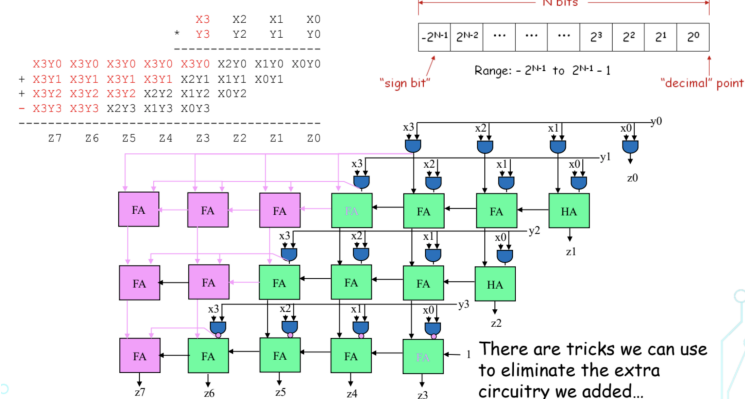 N bits
X3 X2 X1 X0
* Y3 Y2 Y1 Y0
--------------------
X3Y0 X3Y0 X3Y0 X3Y0 X3Y0 X2Y0 X1Y0 X0Y0
+ X3Y1 X3Y1 X3Y1 X3Y1 X2Y1 X1Y1 X0Y1
+ X3Y2 X3Y2 X3Y2 X2Y2 X1Y2 X0Y2
- X3Y3 X3Y3 X2Y3 X1Y3 X0Y3
-----------------------------------------
Z7 Z6 Z5 Z4 Z3 Z2 Z1 Z0
-2ᴺ⁻¹ 2ᴺ⁻² … … … 2³ 2² 2¹ 2⁰
Range: - 2ᴺ⁻¹ to 2ᴺ⁻¹ - 1
"sign bit" "decimal" point
x3 x2 x1 x0 y0
z0
x3 x2 x1 x0 y1
FA FA FA FA FA FA HA
z1
x3 x2 x1 x0 y2
FA FA FA FA FA HA
z2
x3 x2 x1 x0 y3
FA FA FA FA FA 1
z7 z6 z5 z4 z3
There are tricks we can use
to eliminate the extra
circuitry we added…